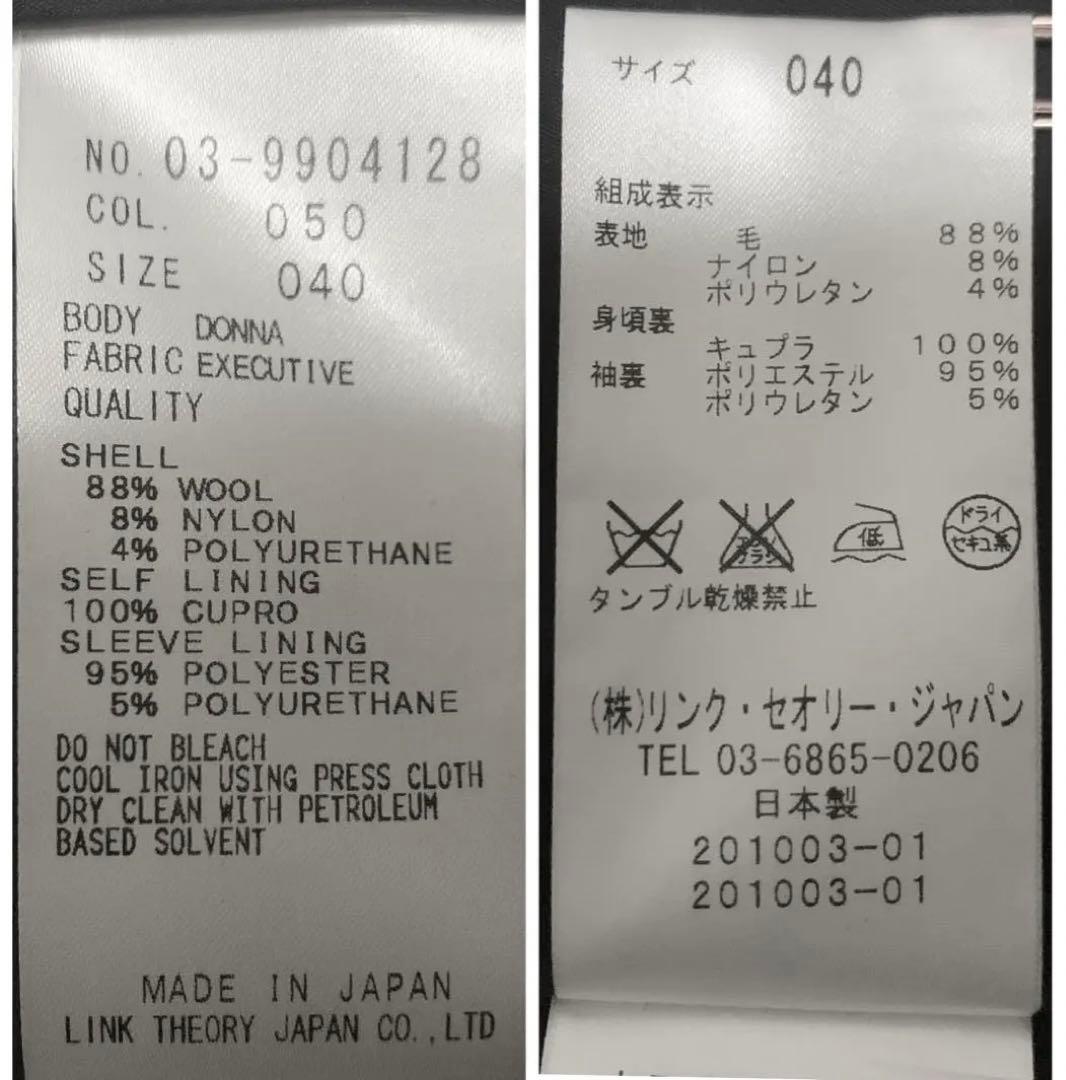 NO. 03-9904128
COL. 050
SIZE 040
BODY DONNA
FABRIC EXECUTIVE
QUALITY
SHELL
88% WOOL
8% NYLON
4% POLYURETHANE
SELF LINING
100% CUPRO
SLEEVE LINING
95% POLYESTER
5% POLYURETHANE
DO NOT BLEACH
COOL IRON USING PRESS CLOTH
DRY CLEAN WITH PETROLEUM
BASED SOLVENT
MADE IN JAPAN
LINK THEORY JAPAN CO.,LTD
サイズ 040
組成表示
表地 毛 88%
ナイロン 8%
ポリウレタン 4%
身頃裏
キュプラ 100%
袖裏 ポリエステル 95%
ポリウレタン 5%
低
ドライ
セキユ系
タンブル乾燥禁止
(株)リンク・セオリー・ジャパン
TEL 03-6865-0206
日本製
201003-01
201003-01